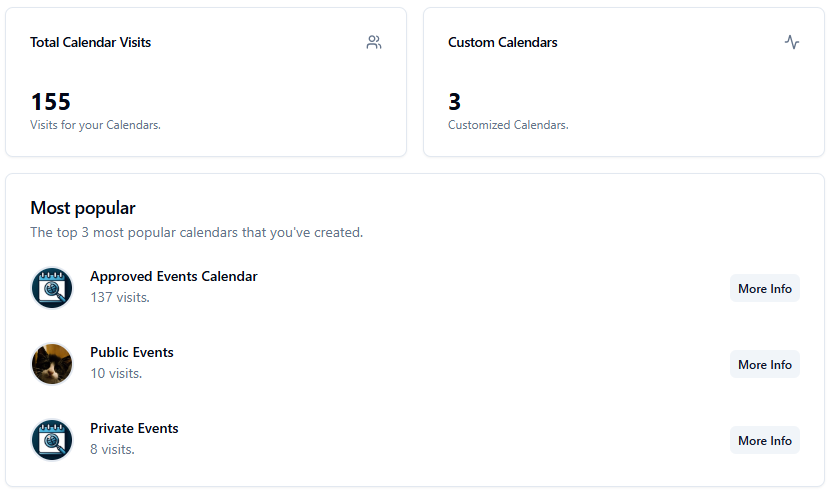 Total Calendar Visits
155
Visits for your Calendars.
Custom Calendars
3
Customized Calendars.
Most popular
The top 3 most popular calendars that you've created.
Approved Events Calendar
137 visits.
More Info
Public Events
10 visits.
More Info
Private Events
8 visits.
More Info